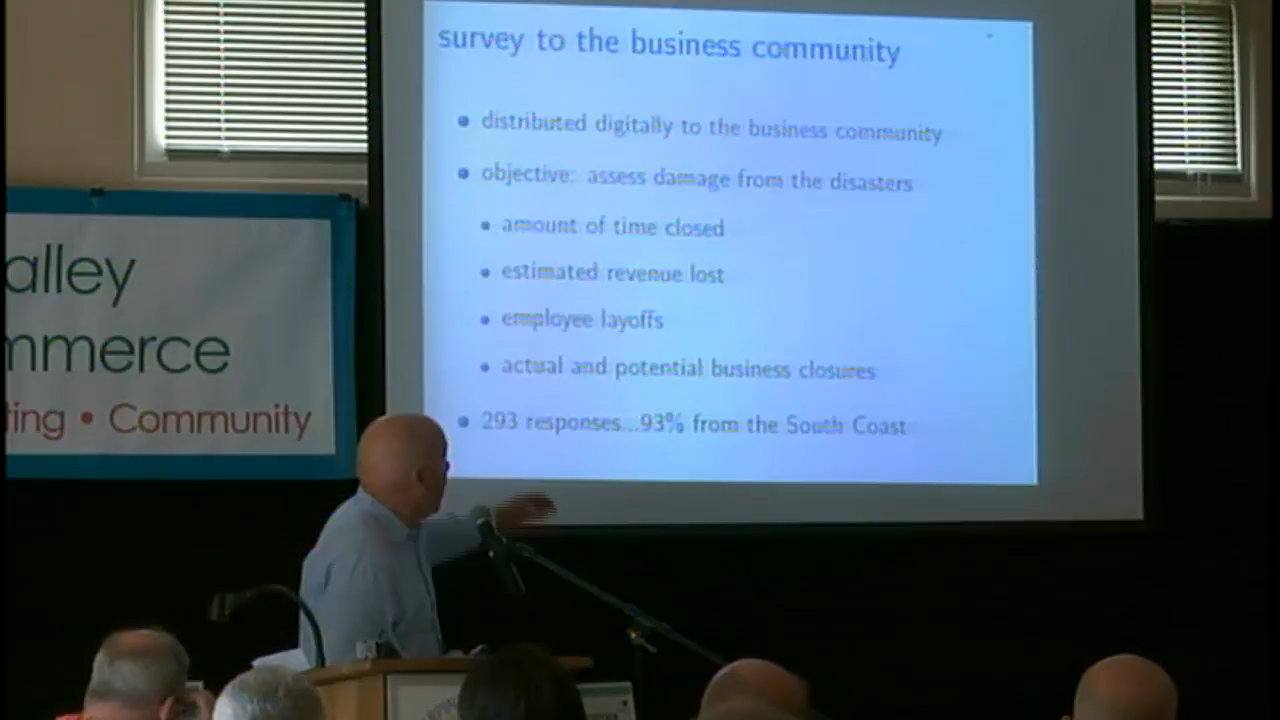 survey to the business community
distributed digitally to the business community
objective: assess damage from the disasters
amount of time closed
estimated revenue lost
employee layoffs
actual and potential business closures
293 responses...93% from the South Coast
alley
mmerce
ting • Community